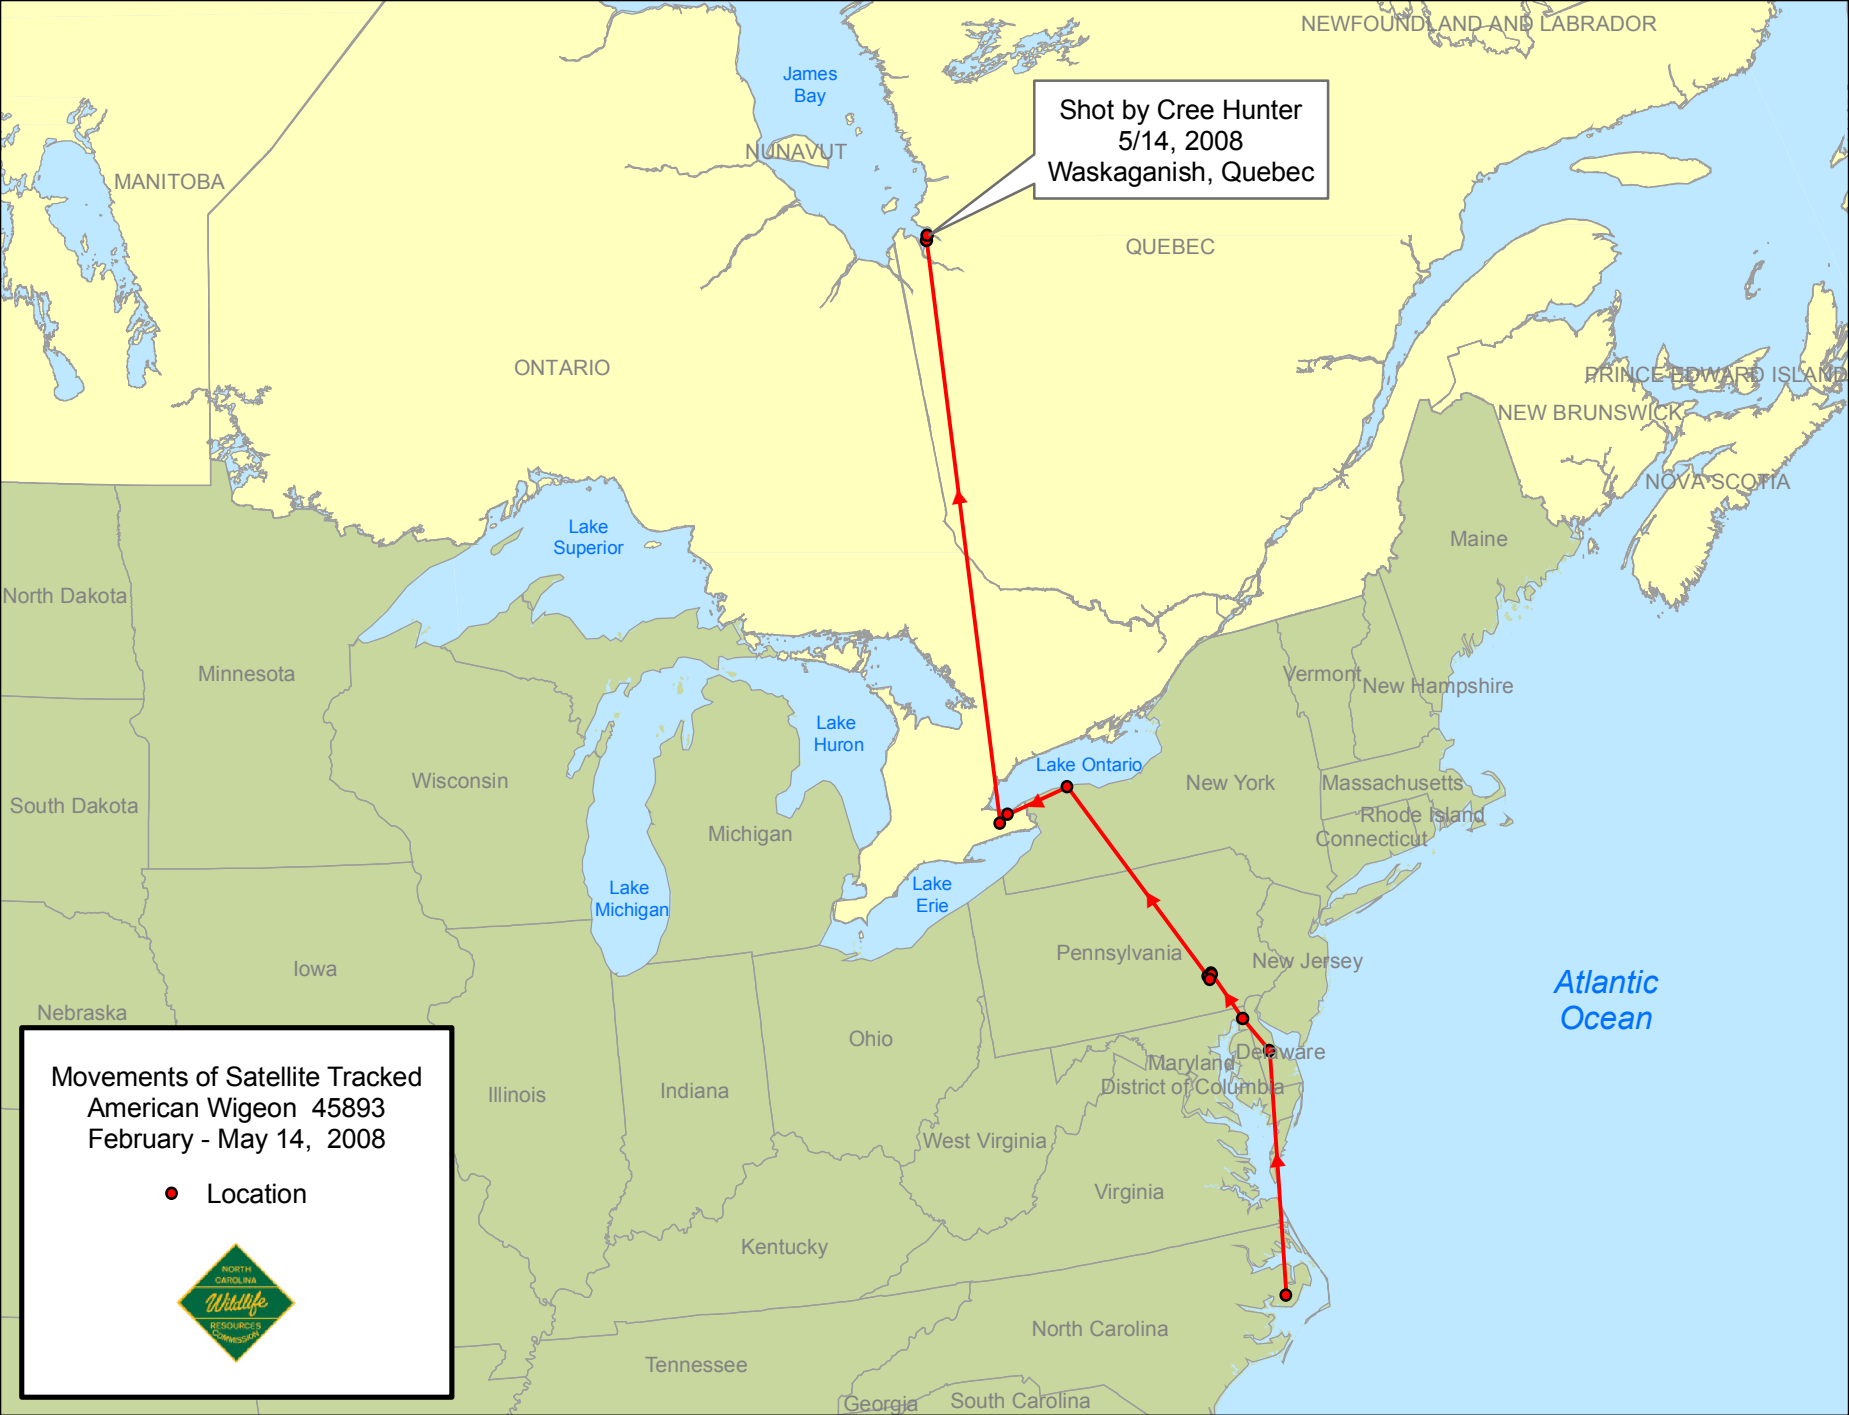 NEWFOUNDLAND AND LABRADOR
James
Bay
Shot by Cree Hunter
5/14, 2008
Waskaganish, Quebec
NUNAVUT
MANITOBA
QUEBEC
ONTARIO
PRINCE EDWARD ISLAND
NEW BRUNSWICK
NOVA SCOTIA
Lake
Superior
Maine
North Dakota
Minnesota
Vermont
New Hampshire
Lake
Huron
Lake Ontario
Wisconsin
New York
Massachusetts
South Dakota
Michigan
Rhode Island
Connecticut
Lake
Michigan
Lake
Erie
Pennsylvania
New Jersey
Iowa
Atlantic
Ocean
Nebraska
Ohio
Delaware
Maryland
District of Columbia
Illinois
Indiana
West Virginia
Virginia
Kentucky
North Carolina
Tennessee
Georgia
South Carolina
Movements of Satellite Tracked
American Wigeon 45893
February - May 14, 2008
Location
NORTH
CAROLINA
Wildlife
RESOURCES
COMMISSION